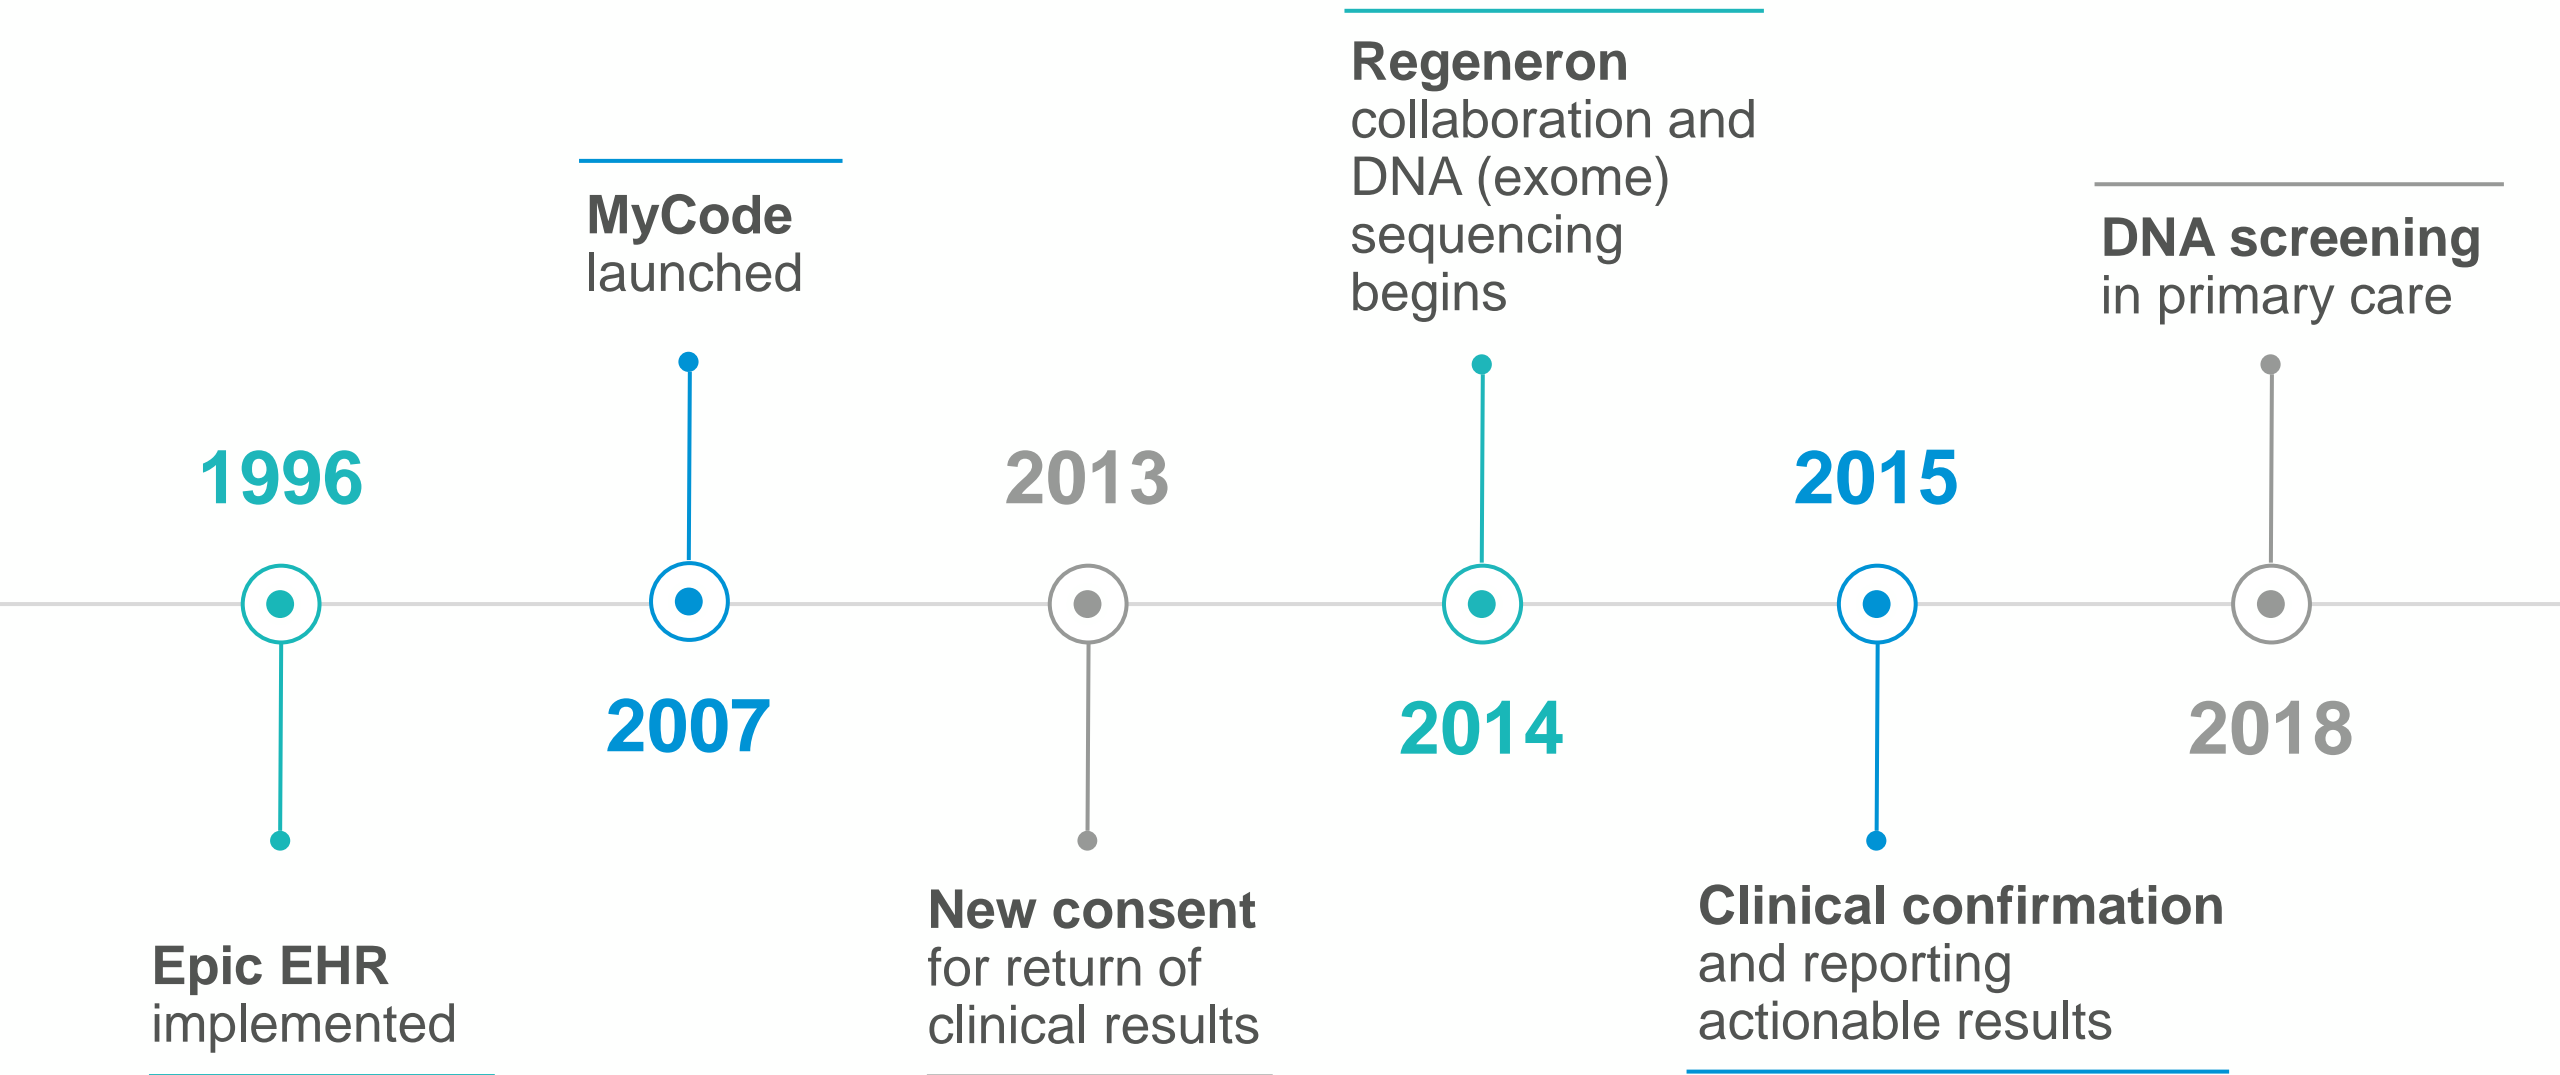 Regeneron
collaboration and
DNA (exome)
sequencing
begins
MyCode
launched
DNA screening
in primary care
1996
2013
2015
2007
2014
2018
Epic EHR
implemented
New consent
for return of
clinical results
Clinical confirmation
and reporting
actionable results